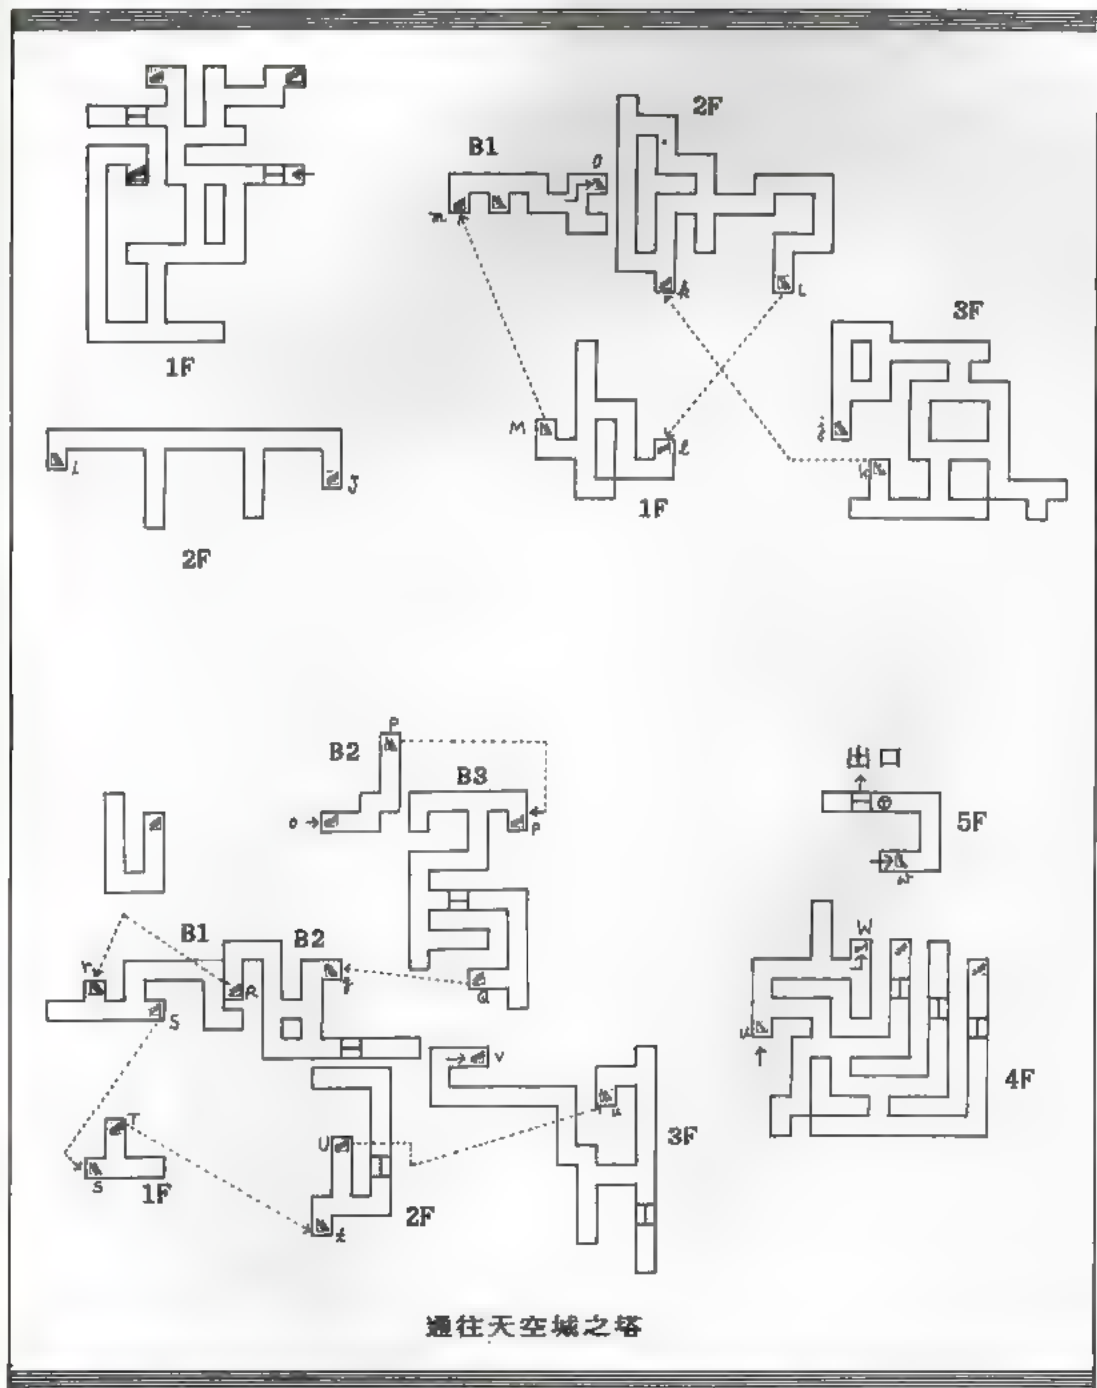 2F
B1
O
m
k
L
1F
3F
j
M
l
k
i
J
1F
2F
P
B2
B3
o
P
出口
5F
w
B1
B2
W
r
R
q
Q
S
v
4F
u
T
U
u
3F
s
1F
2F
t
通往天空城之塔